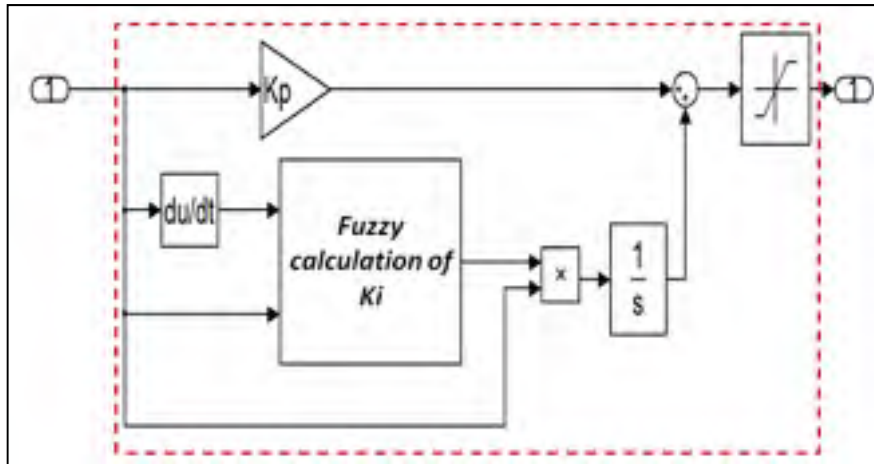 1
Kp
1
du/dt
Fuzzy
calculation of
Ki
×
1
s
+
+